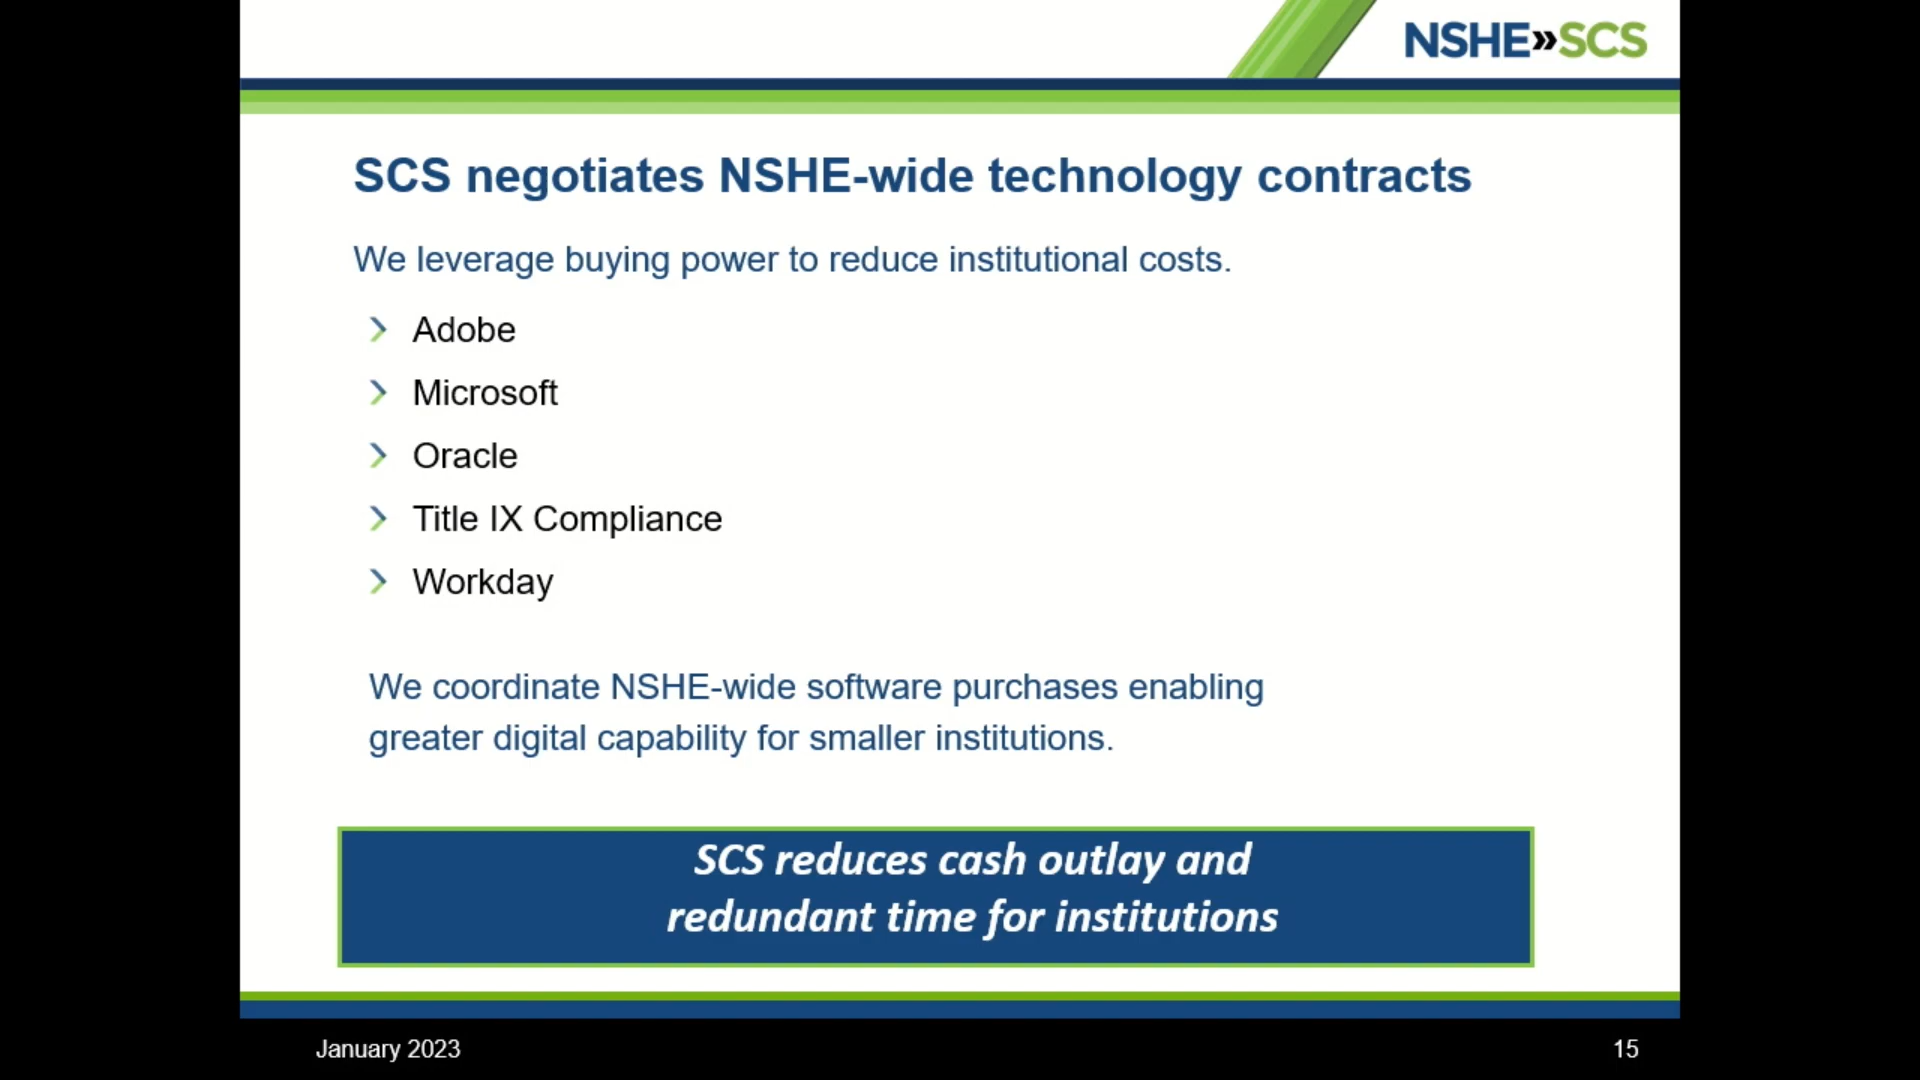 NSHE»SCS
SCS negotiates NSHE-wide technology contracts
We leverage buying power to reduce institutional costs.
Adobe
Microsoft
Oracle
Title IX Compliance
Workday
We coordinate NSHE-wide software purchases enabling
greater digital capability for smaller institutions.
SCS reduces cash outlay and
redundant time for institutions
January 2023
15